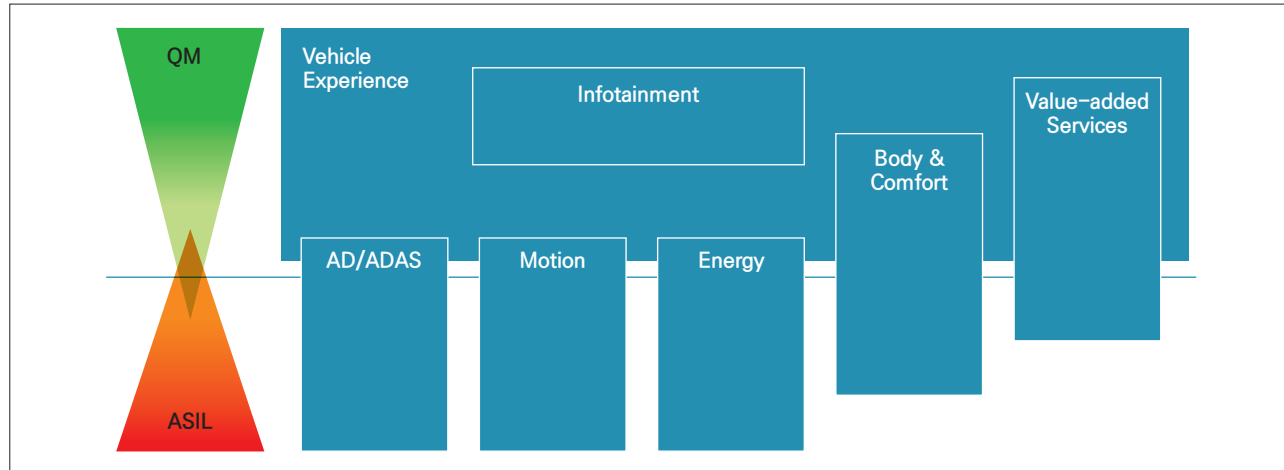 QM
Vehicle
Experience
Infotainment
Value-added
Services
Body &
Comfort
AD/ADAS
Motion
Energy
ASIL